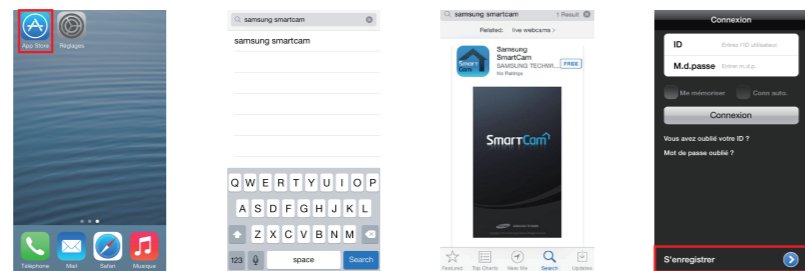 App Store
Réglages
Téléphone
Mail
Safari
Musique
samsung smartcam
samsung smartcam
Q W E R T Y U I O P
A S D F G H J K L
Z X C V B N M
123
space
Search
samsung smartcam
1 Result
Related: live webcams >
Smart
Cam
Samsung
SmartCam
SAMSUNG TECHWI...
No Ratings
FREE
SmartCam
Featured
Top Charts
Near Me
Search
Updates
Connexion
ID
Entrez l'ID utilisateur
M.d.passe
Entrer m.d.p.
Me mémoriser
Conn auto.
Connexion
Vous avez oublié votre ID ?
Mot de passe oublié ?
S'enregistrer